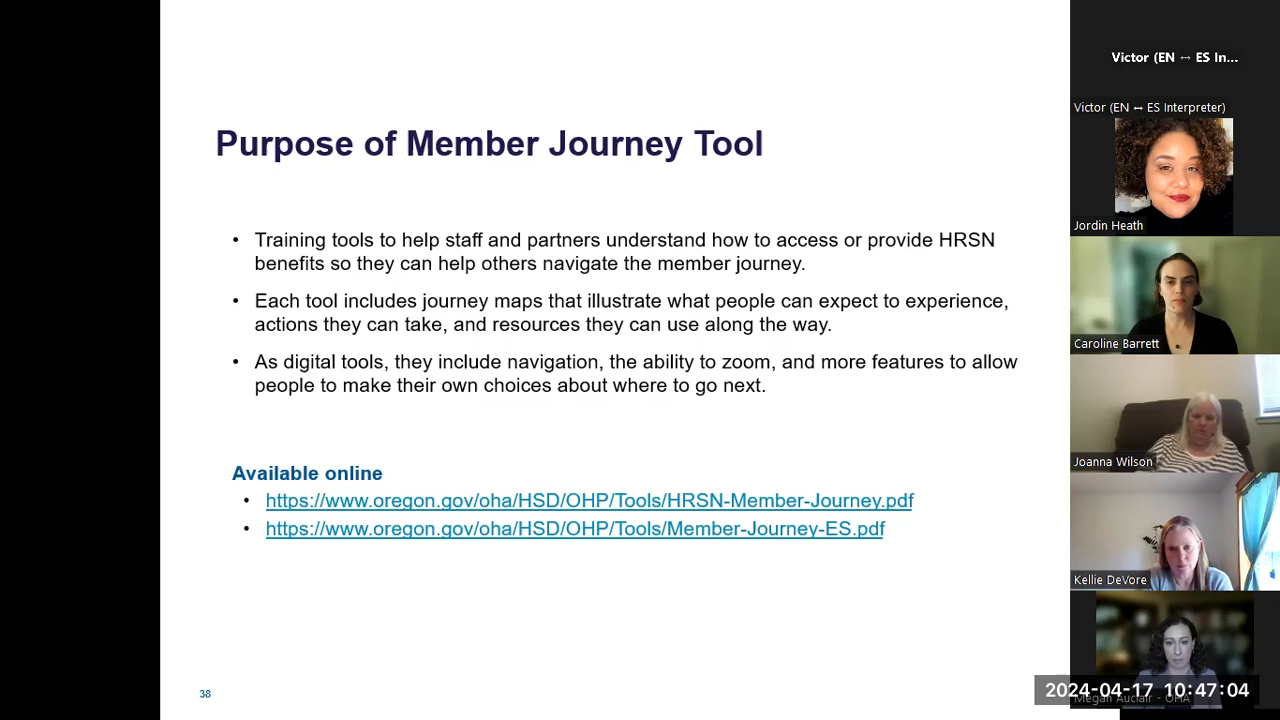 Purpose of Member Journey Tool
• Training tools to help staff and partners understand how to access or provide HRSN
benefits so they can help others navigate the member journey.
• Each tool includes journey maps that illustrate what people can expect to experience,
actions they can take, and resources they can use along the way.
• As digital tools, they include navigation, the ability to zoom, and more features to allow
people to make their own choices about where to go next.
Available online
• https://www.oregon.gov/oha/HSD/OHP/Tools/HRSN-Member-Journey.pdf
• https://www.oregon.gov/oha/HSD/OHP/Tools/Member-Journey-ES.pdf
38
Victor (EN ↔ ES In...
Victor (EN ↔ ES Interpreter)
Jordin Heath
Caroline Barrett
Joanna Wilson
Kellie DeVore
2024-04-17 10:47:04
Megan Auclair - OHA